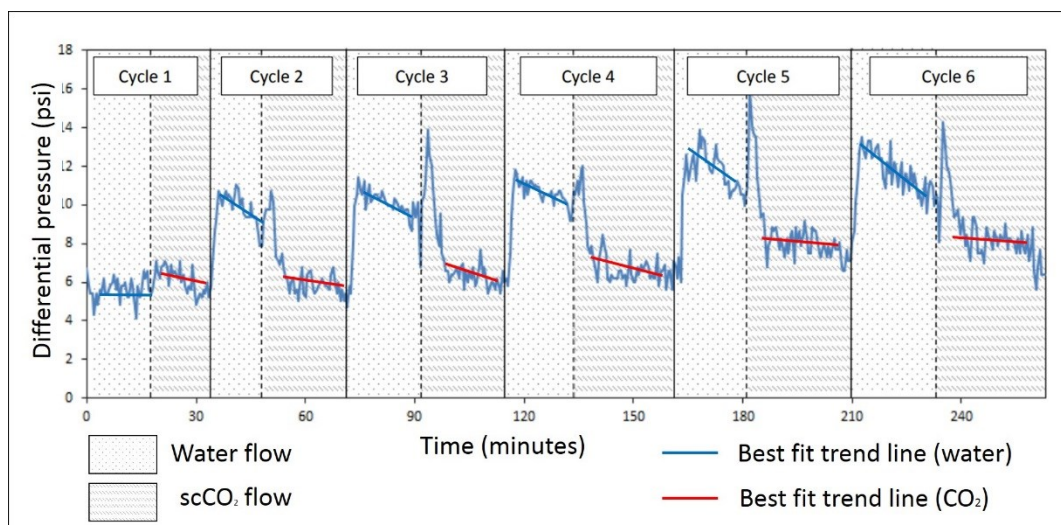 18
16
14
12
10
8
6
4
2
0
Differential pressure (psi)
Cycle 1
Cycle 2
Cycle 3
Cycle 4
Cycle 5
Cycle 6
0 30 60 90 120 150 180 210 240
Time (minutes)
Water flow
scCO₂ flow
Best fit trend line (water)
Best fit trend line (CO₂)